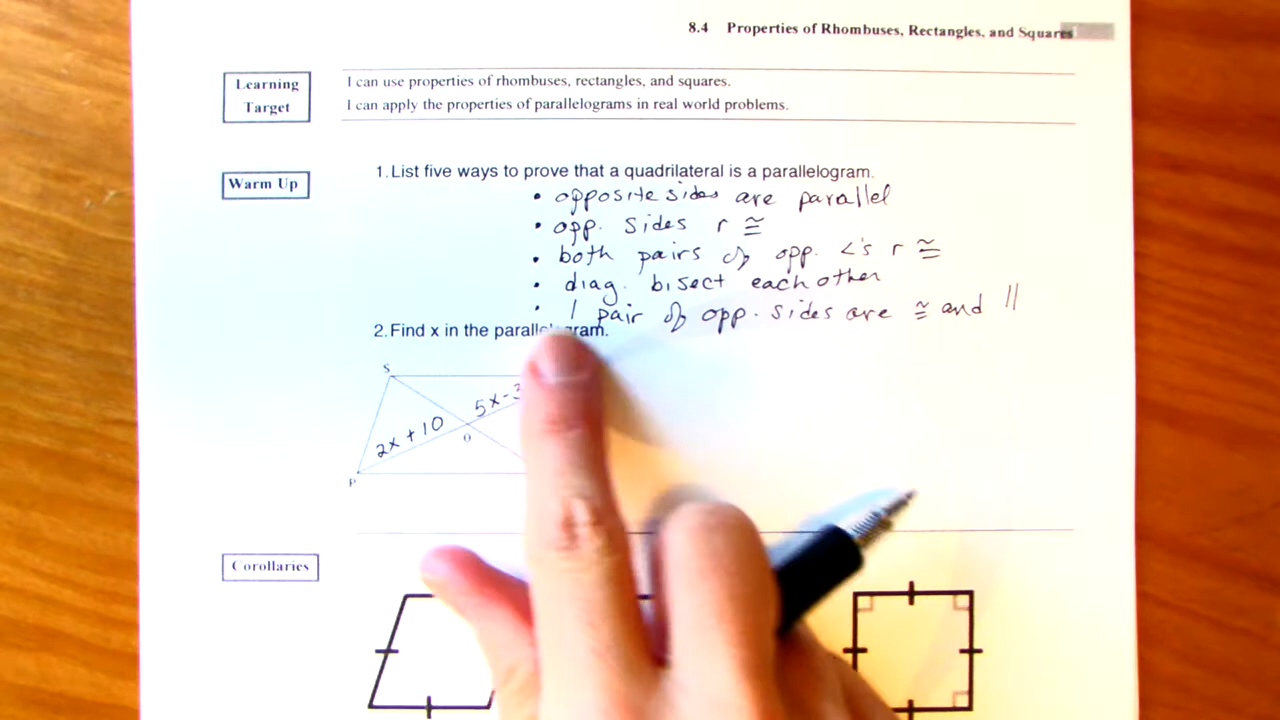 8.4 Properties of Rhombuses, Rectangles, and Squares
Learning
Target
I can use properties of rhombuses, rectangles, and squares.
I can apply the properties of parallelograms in real world problems.
Warm Up
1. List five ways to prove that a quadrilateral is a parallelogram.
• opposite sides are parallel
• opp. sides r ≅
• both pairs of opp. <'s r ≅
• diag. bisect each other
• 1 pair of opp. sides are ≅ and //
2. Find x in the parallelogram.
S
5x-3
2x+10
O
P
Corollaries